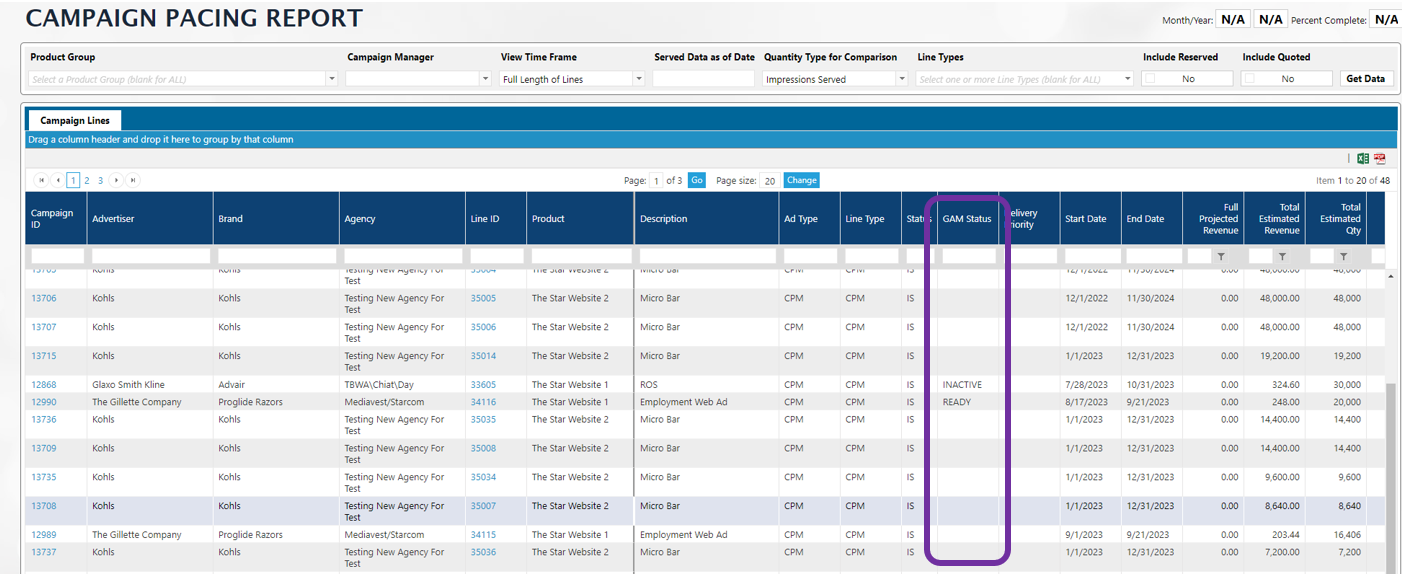 CAMPAIGN PACING REPORT
Month/Year: N/A N/A Percent Complete: N/A
Product Group Campaign Manager View Time Frame Served Data as of Date Quantity Type for Comparison Line Types Include Reserved Include Quoted
Select a Product Group (blank for ALL) Full Length of Lines Impressions Served Select one or more Line Types (blank for ALL) No No Get Data
Campaign Lines
Drag a column header and drop it here to group by that column
1 2 3 Page: 1 of 3 Go Page size: 20 Change Item 1 to 20 of 48
Campaign ID Advertiser Brand Agency Line ID Product Description Ad Type Line Type Status GAM Status Delivery Priority Start Date End Date Full Projected Revenue Total Estimated Revenue Total Estimated Qty
Kohls Kohls Testing New Agency For Test The Star Website 2 Micro Bar CPM CPM IS 12/1/2022 11/30/2024 0.00
13706 Kohls Kohls Testing New Agency For Test 35005 The Star Website 2 Micro Bar CPM CPM IS 12/1/2022 11/30/2024 0.00 48,000.00 48,000
13707 Kohls Kohls Testing New Agency For Test 35006 The Star Website 2 Micro Bar CPM CPM IS 12/1/2022 11/30/2024 0.00 48,000.00 48,000
13715 Kohls Kohls Testing New Agency For Test 35014 The Star Website 2 Micro Bar CPM CPM IS 1/1/2023 12/31/2023 0.00 19,200.00 19,200
12868 Glaxo Smith Kline Advair TBWA\Chiat\Day 33605 The Star Website 1 ROS CPM CPM IS INACTIVE 7/28/2023 10/31/2023 0.00 324.60 30,000
12990 The Gillette Company Proglide Razors Mediavest/Starcom 34116 The Star Website 1 Employment Web Ad CPM CPM IS READY 8/17/2023 9/21/2023 0.00 248.00 20,000
13736 Kohls Kohls Testing New Agency For Test 35035 The Star Website 2 Micro Bar CPM CPM IS 1/1/2023 12/31/2023 0.00 14,400.00 14,400
13709 Kohls Kohls Testing New Agency For Test 35008 The Star Website 2 Micro Bar CPM CPM IS 1/1/2023 12/31/2023 0.00 14,400.00 14,400
13735 Kohls Kohls Testing New Agency For Test 35034 The Star Website 2 Micro Bar CPM CPM IS 1/1/2023 12/31/2023 0.00 9,600.00 9,600
13708 Kohls Kohls Testing New Agency For Test 35007 The Star Website 2 Micro Bar CPM CPM IS 1/1/2023 12/31/2023 0.00 8,640.00 8,640
12989 The Gillette Company Proglide Razors Mediavest/Starcom 34115 The Star Website 1 Employment Web Ad CPM CPM IS 9/1/2023 9/21/2023 0.00 203.44 16,406
13737 Kohls Kohls Testing New Agency For Test 35036 The Star Website 2 Micro Bar CPM CPM IS 1/1/2023 12/31/2023 0.00 7,200.00 7,200